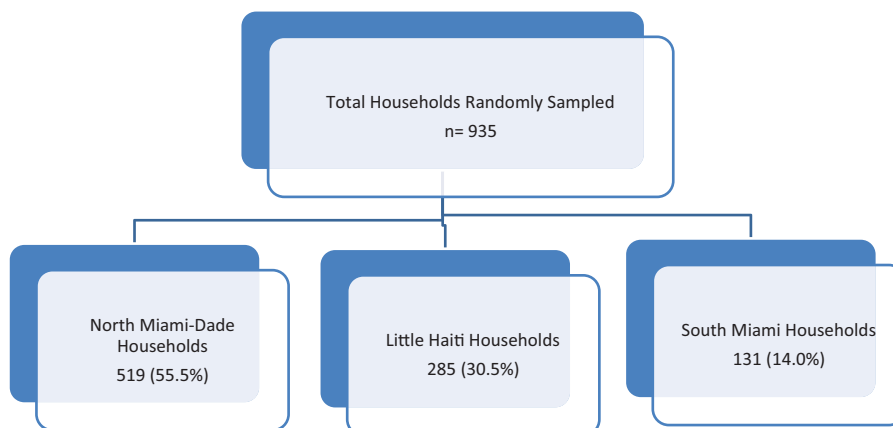 Total Households Randomly Sampled
n= 935
North Miami-Dade
Households
519 (55.5%)
Little Haiti Households
285 (30.5%)
South Miami Households
131 (14.0%)